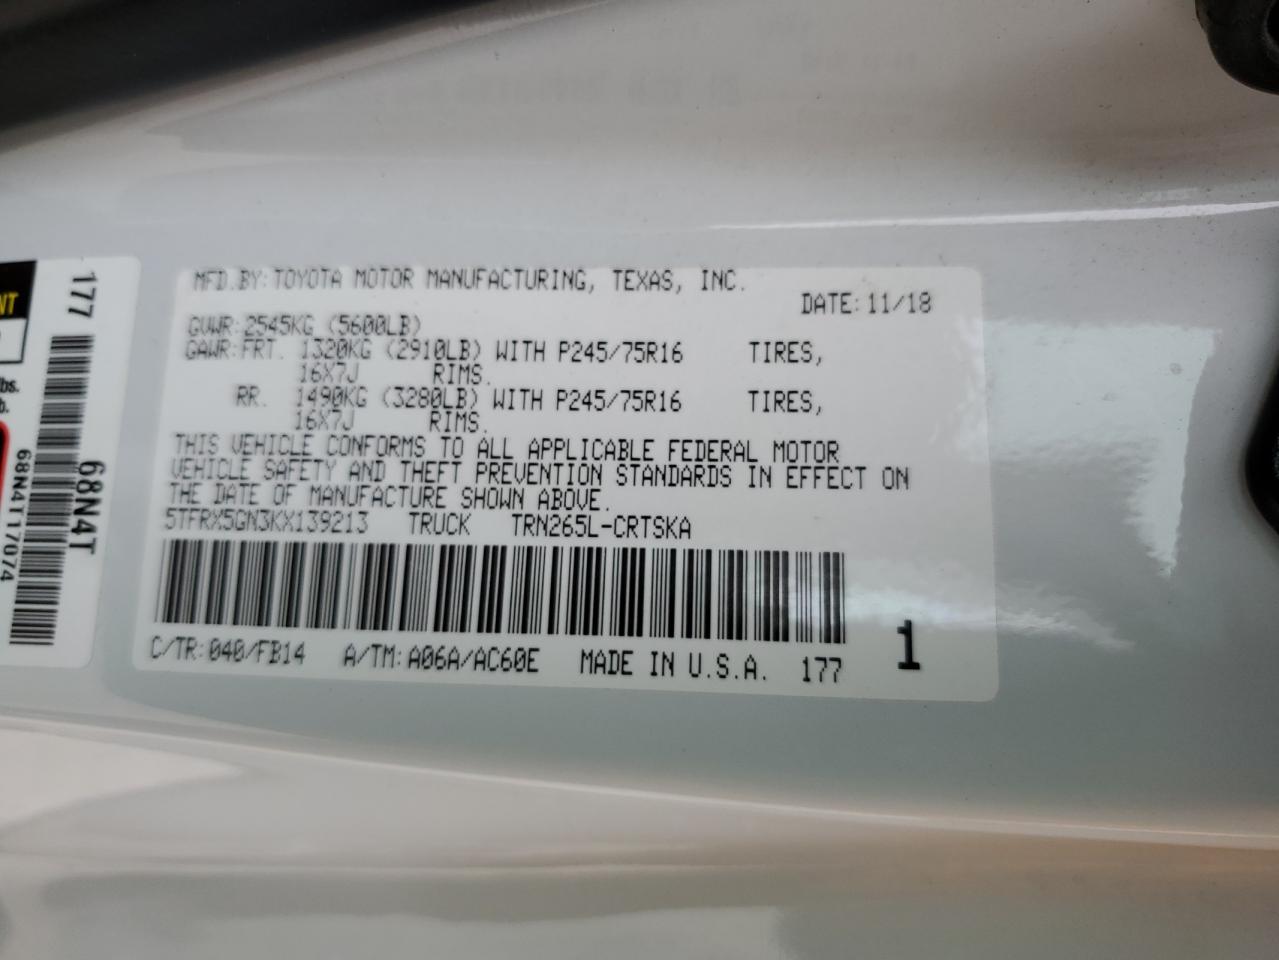 MFD.BY:TOYOTA MOTOR MANUFACTURING, TEXAS, INC.
DATE:11/18
GVWR:2545KG (5600LB)
GAWR:FRT. 1320KG (2910LB) WITH P245/75R16 TIRES,
16X7J RIMS.
RR. 1490KG (3280LB) WITH P245/75R16 TIRES,
16X7J RIMS.
THIS VEHICLE CONFORMS TO ALL APPLICABLE FEDERAL MOTOR
VEHICLE SAFETY AND THEFT PREVENTION STANDARDS IN EFFECT ON
THE DATE OF MANUFACTURE SHOWN ABOVE.
5TFRX5GN3KX139213 TRUCK TRN265L-CRTSKA
C/TR:040/FB14 A/TM:A06A/AC60E MADE IN U.S.A. 177 1
177
68N4T
68N4T17074
NT
lbs.